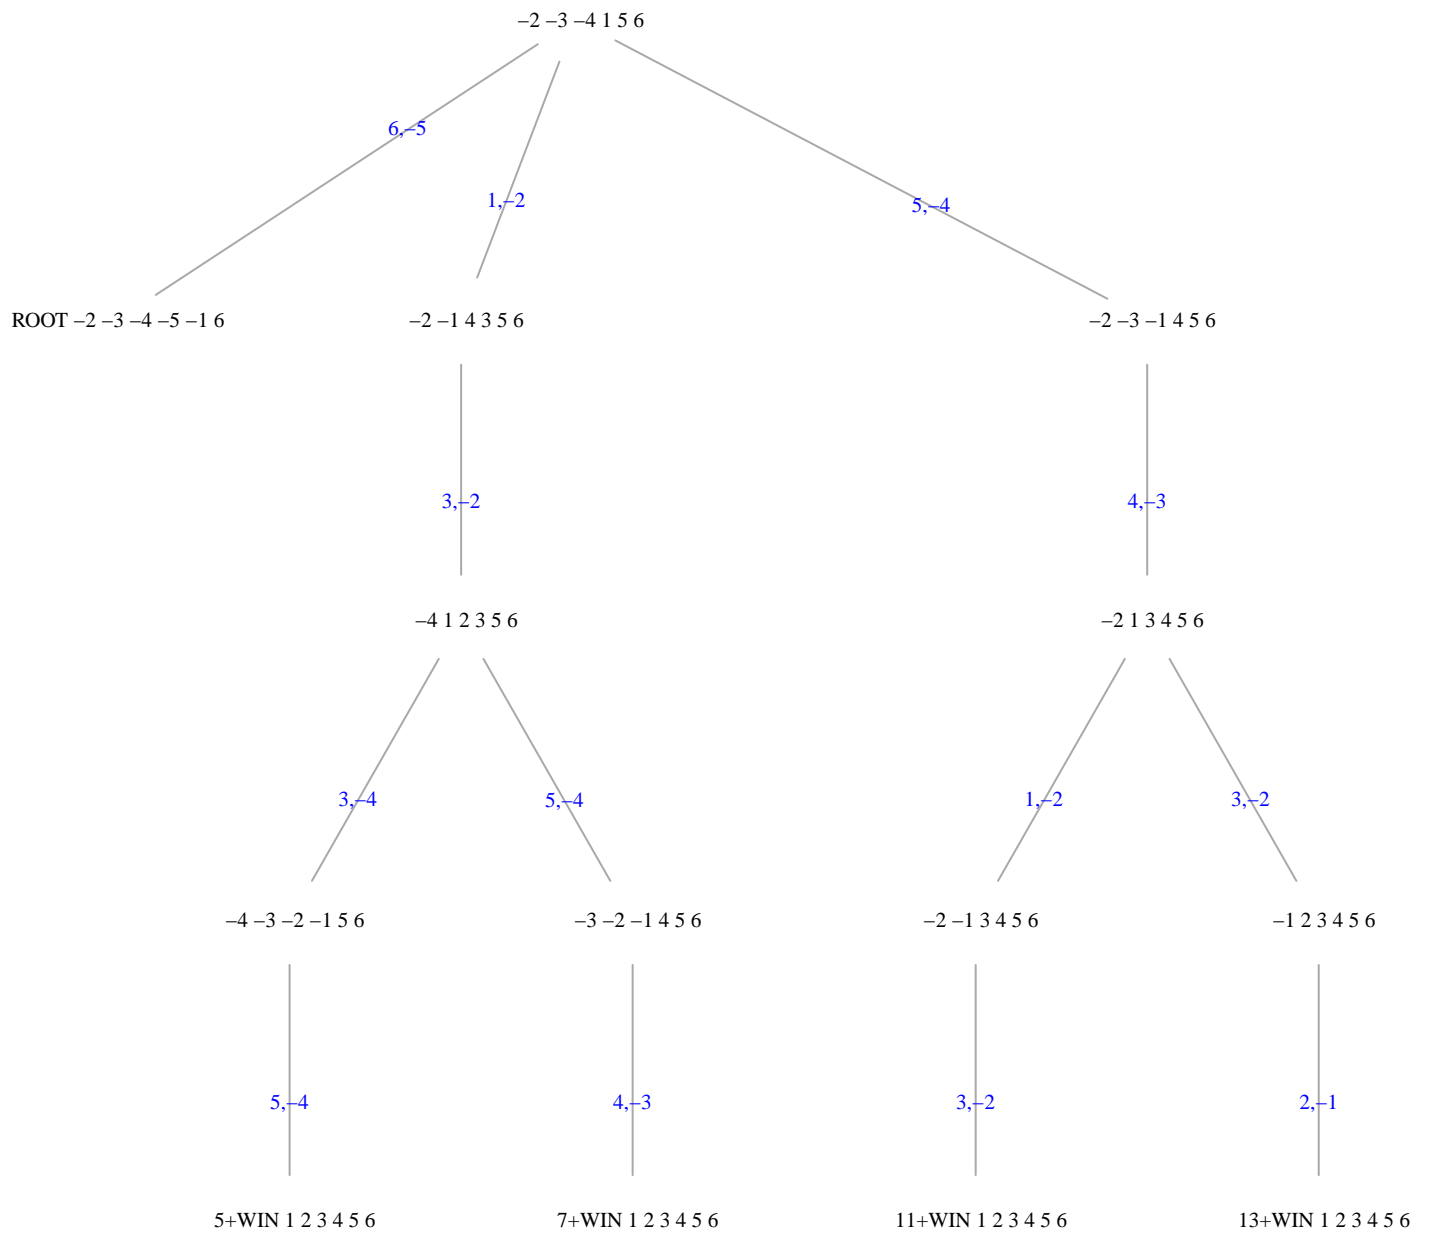 –2 –3 –4 1 5 6
6,–5
1,–2
5,–4
ROOT –2 –3 –4 –5 –1 6
–2 –1 4 3 5 6
–2 –3 –1 4 5 6
3,–2
4,–3
–4 1 2 3 5 6
–2 1 3 4 5 6
3,–4
5,–4
1,–2
3,–2
–4 –3 –2 –1 5 6
–3 –2 –1 4 5 6
–2 –1 3 4 5 6
–1 2 3 4 5 6
5,–4
4,–3
3,–2
2,–1
5+WIN 1 2 3 4 5 6
7+WIN 1 2 3 4 5 6
11+WIN 1 2 3 4 5 6
13+WIN 1 2 3 4 5 6